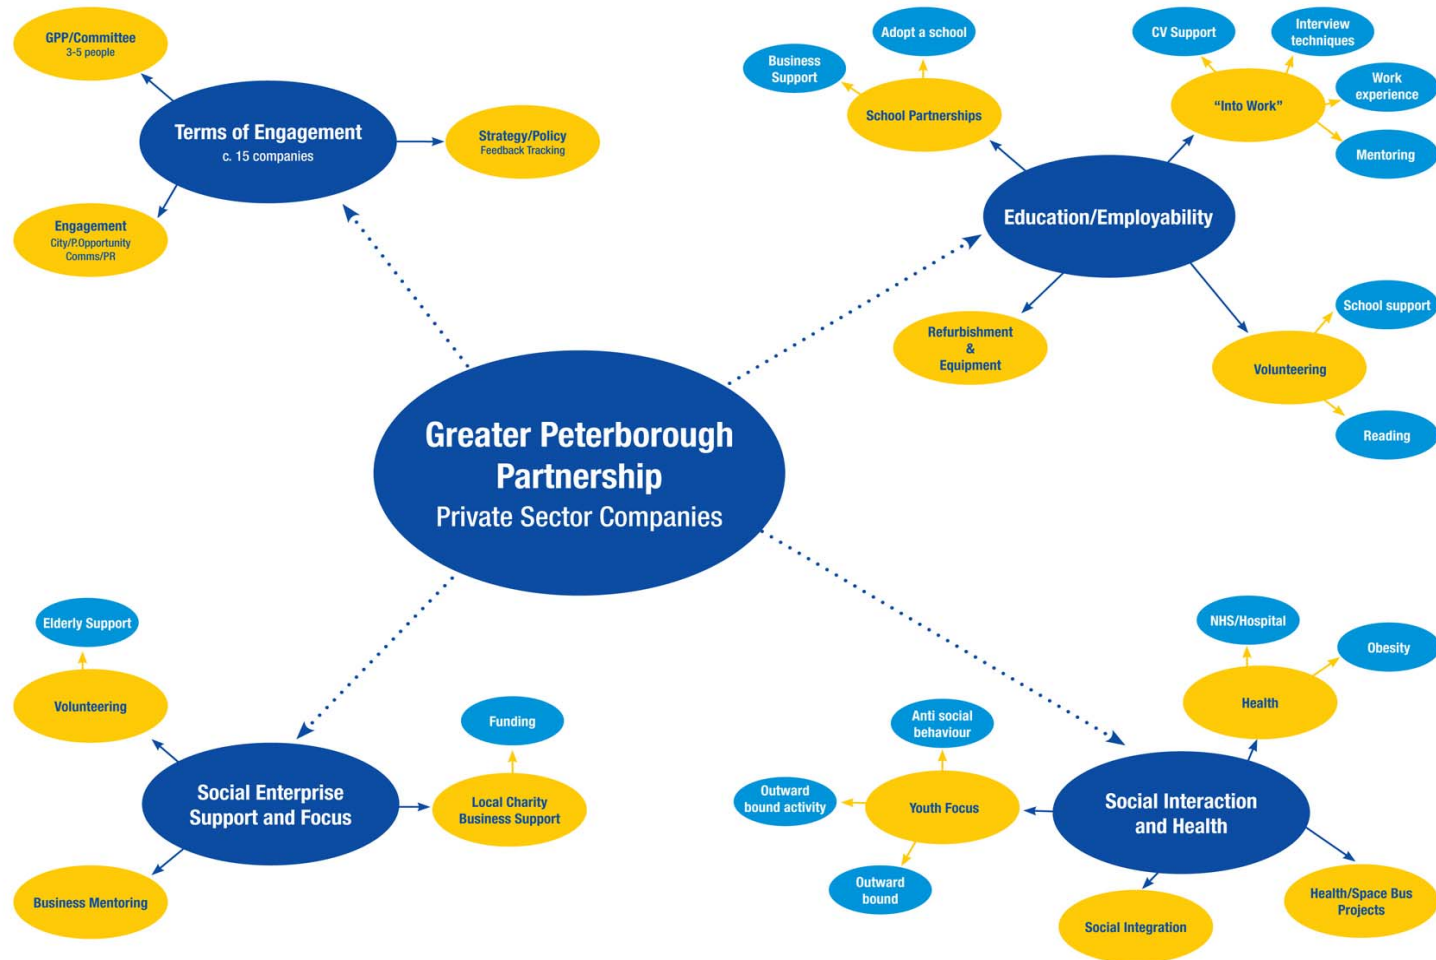 GPP/Committee
3-5 people
Terms of Engagement
c. 15 companies
Strategy/Policy
Feedback Tracking
Engagement
City/P.Opportunity
Comms/PR
Adopt a school
Business
Support
School Partnerships
CV Support
Interview
techniques
"Into Work"
Work
experience
Mentoring
Education/Employability
Refurbishment
&
Equipment
School support
Volunteering
Reading
Greater Peterborough
Partnership
Private Sector Companies
Elderly Support
Volunteering
Funding
Social Enterprise
Support and Focus
Local Charity
Business Support
Business Mentoring
NHS/Hospital
Obesity
Health
Anti social
behaviour
Outward
bound activity
Youth Focus
Outward
bound
Social Interaction
and Health
Social Integration
Health/Space Bus
Projects